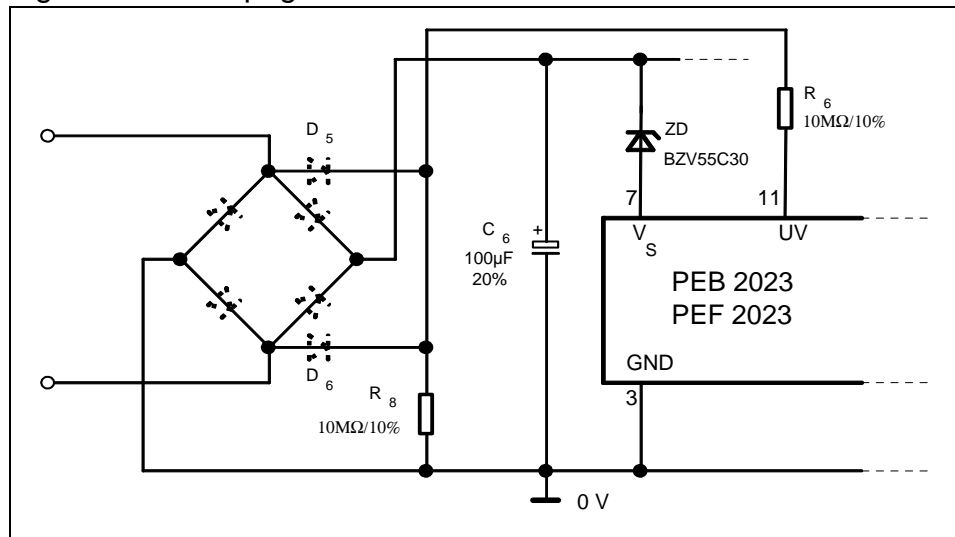 D 5
R 6
10MΩ/10%
ZD
BZV55C30
7
11
V S
UV
C 6
+
100µF
20%
PEB 2023
PEF 2023
GND
3
D 6
R 8
10MΩ/10%
0 V